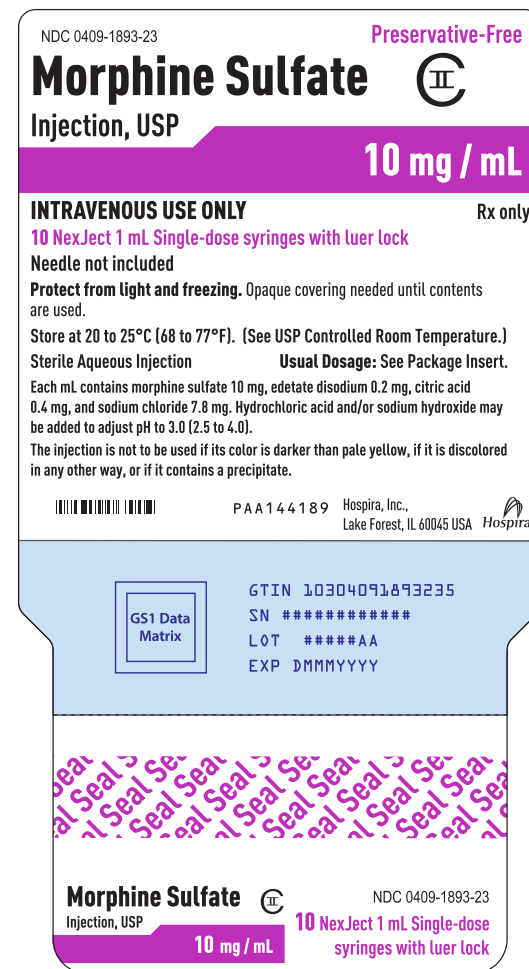 NDC 0409-1893-23 Preservative-Free
Morphine Sulfate CII
Injection, USP
10 mg / mL
INTRAVENOUS USE ONLY Rx only
10 NexJect 1 mL Single-dose syringes with luer lock
Needle not included
Protect from light and freezing. Opaque covering needed until contents
are used.
Store at 20 to 25°C (68 to 77°F). (See USP Controlled Room Temperature.)
Sterile Aqueous Injection Usual Dosage: See Package Insert.
Each mL contains morphine sulfate 10 mg, edetate disodium 0.2 mg, citric acid
0.4 mg, and sodium chloride 7.8 mg. Hydrochloric acid and/or sodium hydroxide may
be added to adjust pH to 3.0 (2.5 to 4.0).
The injection is not to be used if its color is darker than pale yellow, if it is discolored
in any other way, or if it contains a precipitate.
PAA144189 Hospira, Inc.,
Lake Forest, IL 60045 USA Hospira
GS1 Data
Matrix
GTIN 10304091893235
SN ############
LOT #####AA
EXP DMMMYYYY
Seal Seal Seal Seal Seal Seal
Seal Seal Seal Seal Seal Seal
Morphine Sulfate CII
Injection, USP
10 mg / mL
NDC 0409-1893-23
10 NexJect 1 mL Single-dose
syringes with luer lock